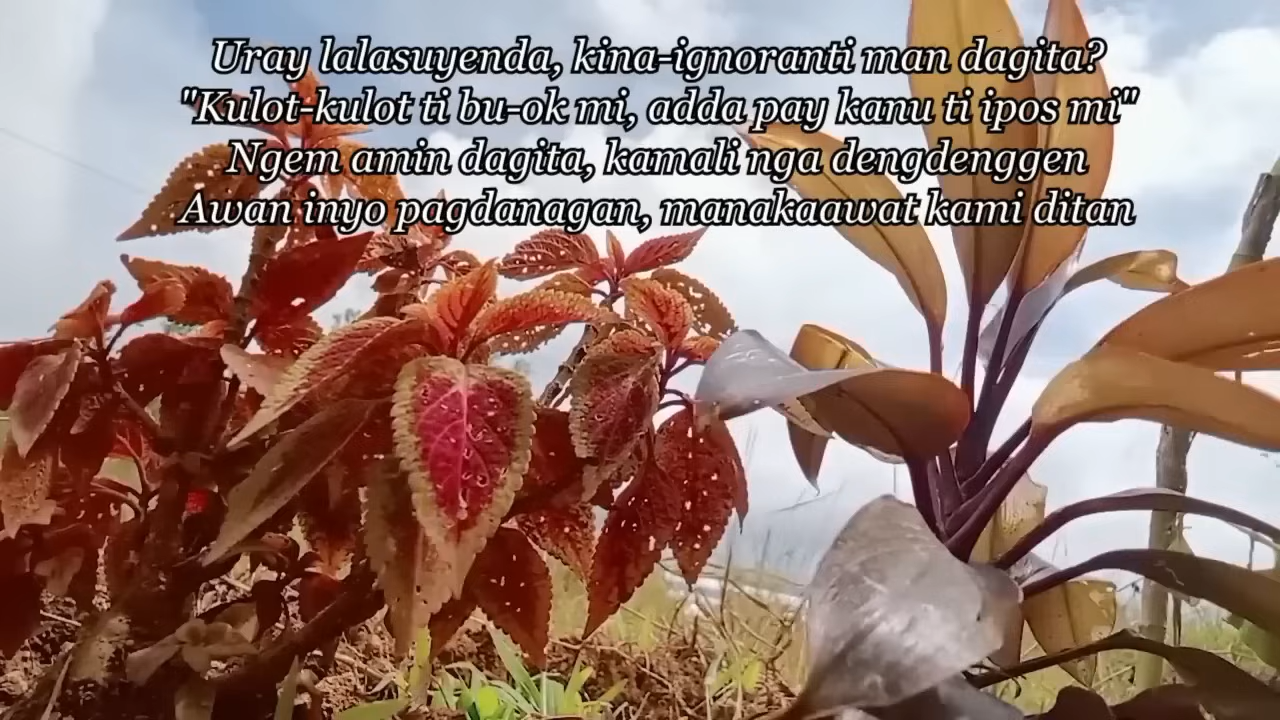 Uray lalasuyenda, kina-ignoranti man dagita?
"Kulot-kulot ti bu-ok mi, adda pay kanu ti ipos mi"
Ngem amin dagita, kamali nga dengdenggen
Awan inyo pagdanagan, manakaawat kami ditan